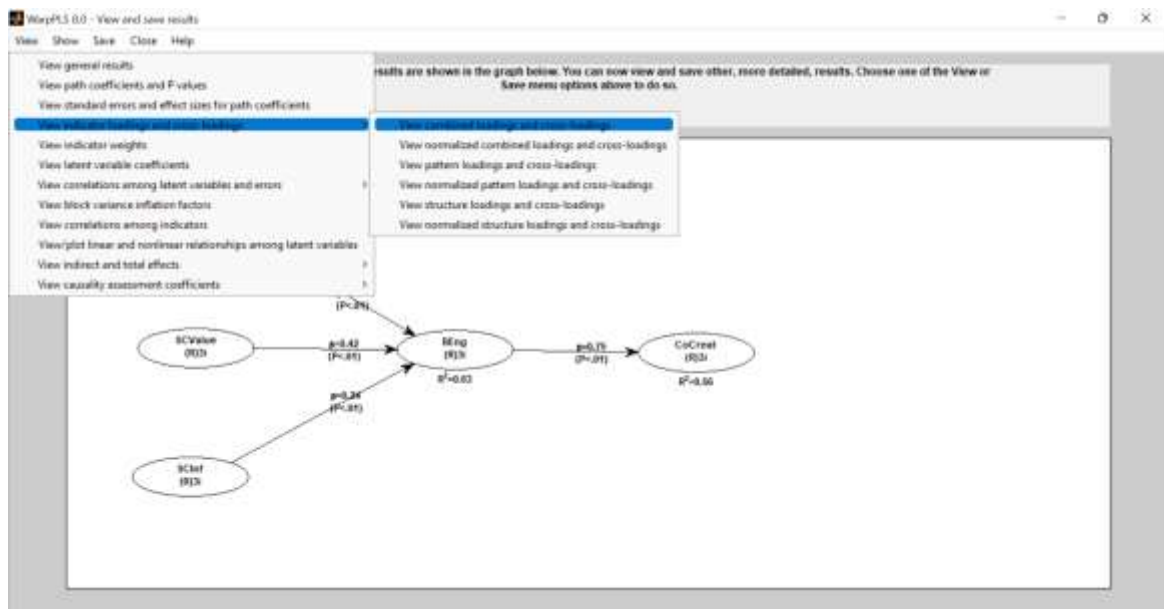 WarpPLS 8.0 - View and save results
View Show Save Close Help
View general results
View path coefficients and P values
View standard errors and effect sizes for path coefficients
View indicator loadings and cross-loadings
View indicator weights
View latent variable coefficients
View correlations among latent variables and errors
View block variance inflation factors
View correlations among indicators
View/plot linear and nonlinear relationships among latent variables
View indirect and total effects
View causality assessment coefficients
View combined loadings and cross-loadings
View normalized combined loadings and cross-loadings
View pattern loadings and cross-loadings
View normalized pattern loadings and cross-loadings
View structure loadings and cross-loadings
View normalized structure loadings and cross-loadings
results are shown in the graph below. You can now view and save other, more detailed, results. Choose one of the View or
Save menu options above to do so.
(P<.01)
SCValue
(R)3i
β=0.42
(P<.01)
BEng
(R)3i
R²=0.63
β=0.75
(P<.01)
CoCreat
R²=0.56
(P<.01)
SCInf
(R)3i